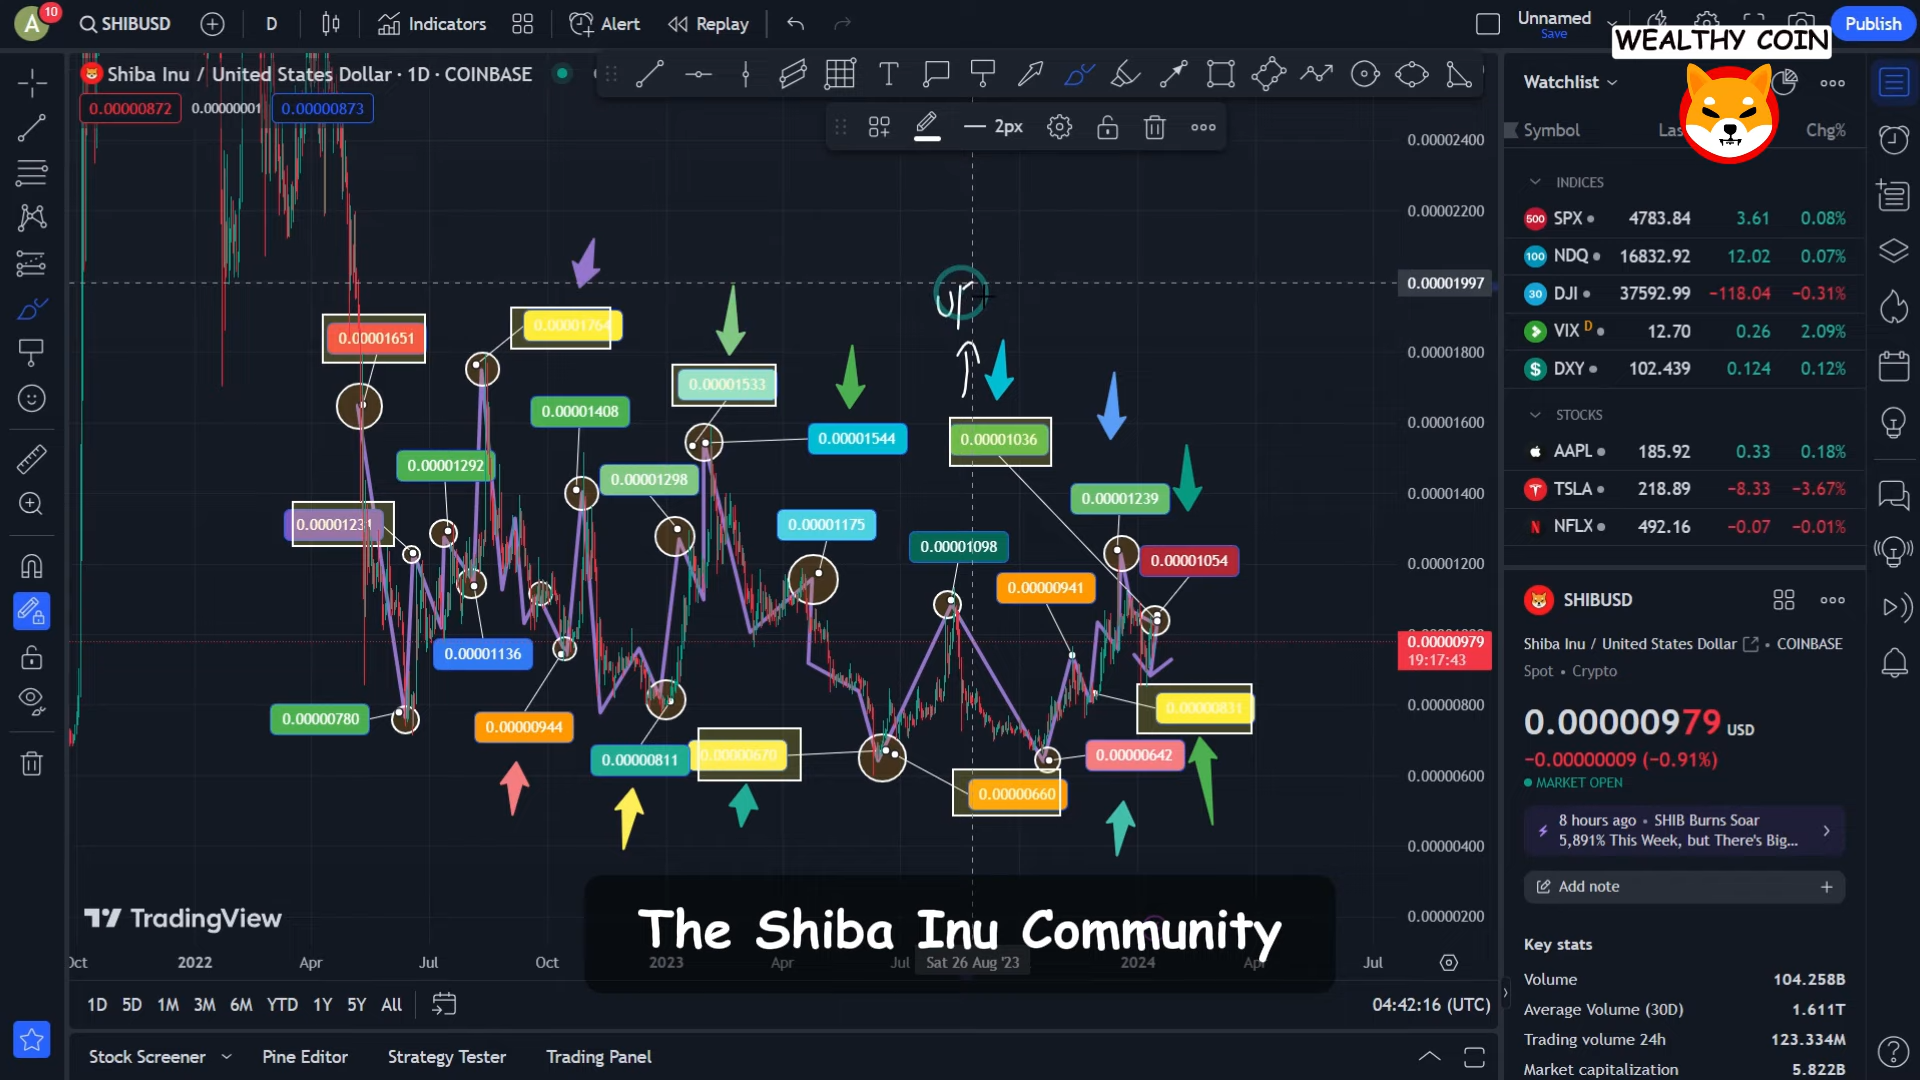 A 10 SHIBUSD D Indicators Alert Replay Unnamed Save Publish
WEALTHY COIN
Shiba Inu / United States Dollar · 1D · COINBASE
0.00000872 0.00000001 0.00000873
2px
0.00002400
0.00002200
0.00001997
0.00001800
0.00001600
0.00001400
0.00001200
0.00000979
19:17:43
0.00000800
0.00000600
0.00000400
0.00000200
0.00001651
0.00001764
0.00001533
0.00001408
0.00001544
0.00001036
0.00001292
0.00001298
0.00001239
0.00001175
0.00001098
0.00001054
0.00000941
0.00001136
0.00000780
0.00000944
0.00000811
0.00000670
0.00000831
0.00000642
0.00000660
TradingView
The Shiba Inu Community
Oct 2022 Apr Jul Oct 2023 Apr Jul Sat 26 Aug '23 2024 Apr Jul
1D 5D 1M 3M 6M YTD 1Y 5Y All 04:42:16 (UTC)
Stock Screener Pine Editor Strategy Tester Trading Panel
Watchlist
Symbol Chg%
INDICES
500 SPX 4783.84 3.61 0.08%
100 NDQ 16832.92 12.02 0.07%
30 DJI 37592.99 −118.04 −0.31%
VIX D 12.70 0.26 2.09%
$ DXY 102.439 0.124 0.12%
STOCKS
AAPL 185.92 0.33 0.18%
TSLA 218.89 −8.33 −3.67%
N NFLX 492.16 −0.07 −0.01%
SHIBUSD
Shiba Inu / United States Dollar • COINBASE
Spot • Crypto
0.00000979 USD
−0.00000009 (−0.91%)
MARKET OPEN
8 hours ago • SHIB Burns Soar
5,891% This Week, but There's Big...
Add note
Key stats
Volume 104.258B
Average Volume (30D) 1.611T
Trading volume 24h 123.334M
Market capitalization 5.822B